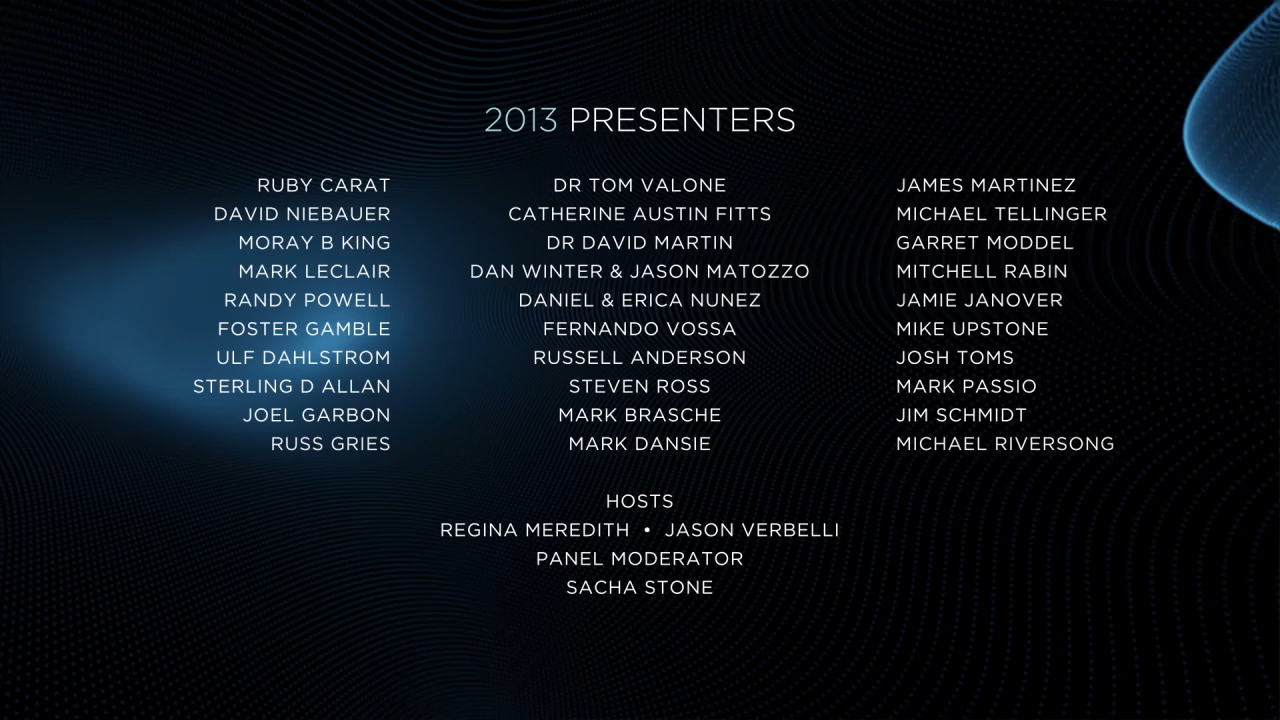 2013 PRESENTERS
RUBY CARAT
DAVID NIEBAUER
MORAY B KING
MARK LECLAIR
RANDY POWELL
FOSTER GAMBLE
ULF DAHLSTROM
STERLING D ALLAN
JOEL GARBON
RUSS GRIES
DR TOM VALONE
CATHERINE AUSTIN FITTS
DR DAVID MARTIN
DAN WINTER & JASON MATOZZO
DANIEL & ERICA NUNEZ
FERNANDO VOSSA
RUSSELL ANDERSON
STEVEN ROSS
MARK BRASCHE
MARK DANSIE
JAMES MARTINEZ
MICHAEL TELLINGER
GARRET MODDEL
MITCHELL RABIN
JAMIE JANOVER
MIKE UPSTONE
JOSH TOMS
MARK PASSIO
JIM SCHMIDT
MICHAEL RIVERSONG
HOSTS
REGINA MEREDITH • JASON VERBELLI
PANEL MODERATOR
SACHA STONE